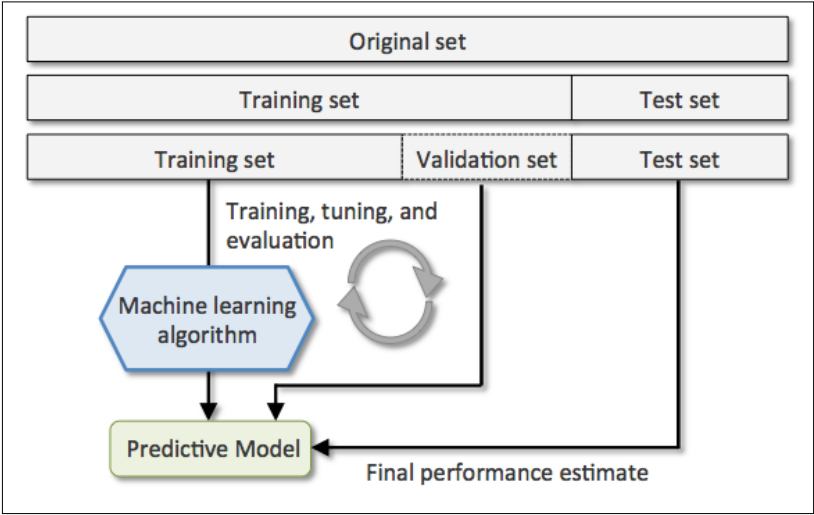 Original set
Training set
Test set
Training set
Validation set
Test set
Training, tuning, and
evaluation
Machine learning
algorithm
Predictive Model
Final performance estimate